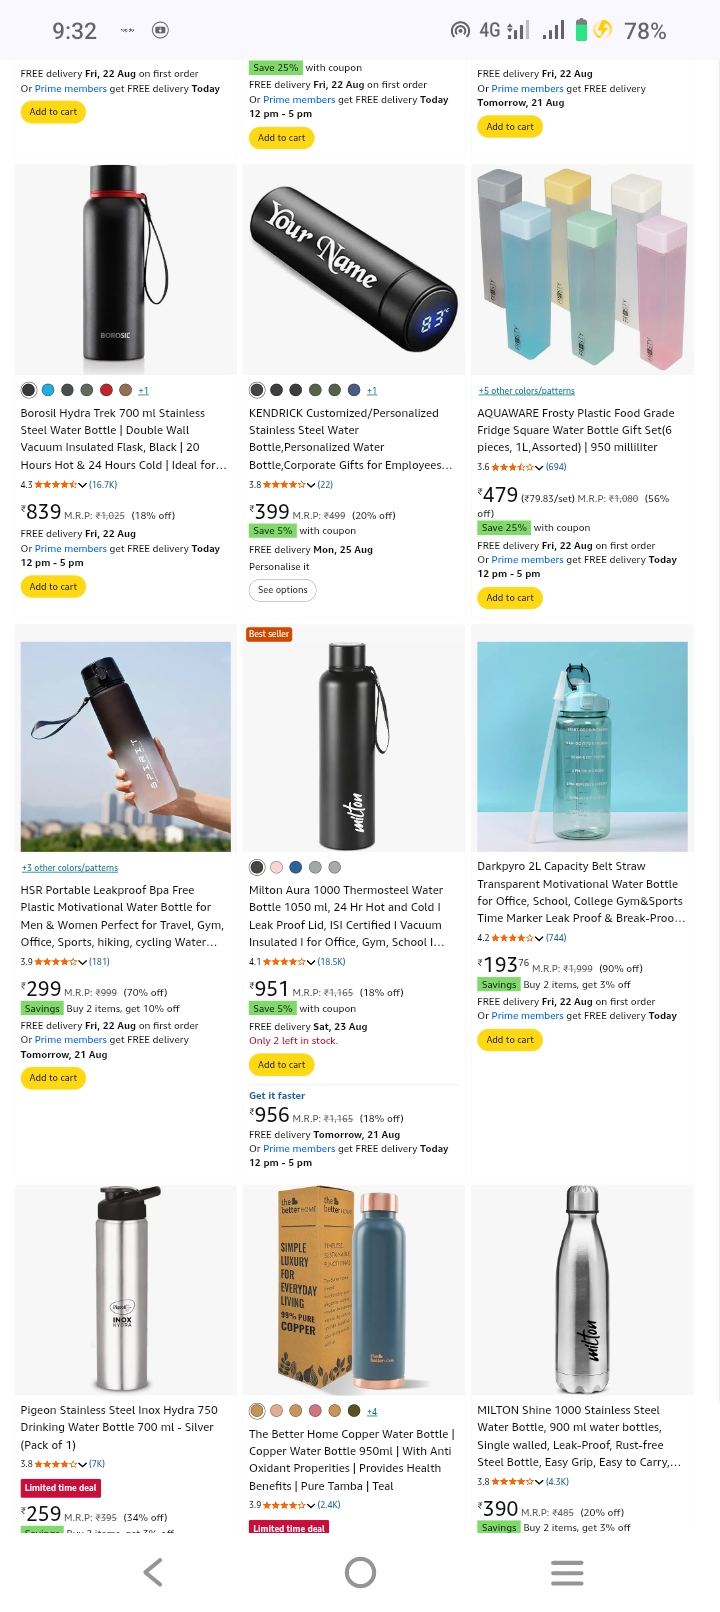 9:32
4G
78%
FREE delivery Fri, 22 Aug on first order
Or Prime members get FREE delivery Today
Add to cart
Save 25% with coupon
FREE delivery Fri, 22 Aug on first order
Or Prime members get FREE delivery Today
12 pm - 5 pm
Add to cart
FREE delivery Fri, 22 Aug
Or Prime members get FREE delivery
Tomorrow, 21 Aug
Add to cart
BOROSIL
+1
Borosil Hydra Trek 700 ml Stainless
Steel Water Bottle | Double Wall
Vacuum Insulated Flask, Black | 20
Hours Hot & 24 Hours Cold | Ideal for...
4.3 (16.7K)
₹839 M.R.P: ₹1,025 (18% off)
FREE delivery Fri, 22 Aug
Or Prime members get FREE delivery Today
12 pm - 5 pm
Add to cart
Your Name
83°C
+1
KENDRICK Customized/Personalized
Stainless Steel Water
Bottle,Personalized Water
Bottle,Corporate Gifts for Employees...
3.8 (22)
₹399 M.R.P: ₹499 (20% off)
Save 5% with coupon
FREE delivery Mon, 25 Aug
Personalise it
See options
+5 other colors/patterns
AQUAWARE Frosty Plastic Food Grade
Fridge Square Water Bottle Gift Set(6
pieces, 1L,Assorted) | 950 milliliter
3.6 (694)
₹479 (₹79.83/set) M.R.P: ₹1,080 (56%
off)
Save 25% with coupon
FREE delivery Fri, 22 Aug on first order
Or Prime members get FREE delivery Today
12 pm - 5 pm
Add to cart
SPIRIT
+3 other colors/patterns
HSR Portable Leakproof Bpa Free
Plastic Motivational Water Bottle for
Men & Women Perfect for Travel, Gym,
Office, Sports, hiking, cycling Water...
3.9 (181)
₹299 M.R.P: ₹999 (70% off)
Savings Buy 2 items, get 10% off
FREE delivery Fri, 22 Aug on first order
Or Prime members get FREE delivery
Tomorrow, 21 Aug
Add to cart
Best seller
milton
Milton Aura 1000 Thermosteel Water
Bottle 1050 ml, 24 Hr Hot and Cold I
Leak Proof Lid, ISI Certified I Vacuum
Insulated I for Office, Gym, School I...
4.1 (18.5K)
₹951 M.R.P: ₹1,165 (18% off)
Save 5% with coupon
FREE delivery Sat, 23 Aug
Only 2 left in stock.
Add to cart
Get it faster
₹956 M.R.P: ₹1,165 (18% off)
FREE delivery Tomorrow, 21 Aug
Or Prime members get FREE delivery Today
12 pm - 5 pm
Darkpyro 2L Capacity Belt Straw
Transparent Motivational Water Bottle
for Office, School, College Gym&Sports
Time Marker Leak Proof & Break-Proo...
4.2 (744)
₹193.76 M.R.P: ₹1,999 (90% off)
Savings Buy 2 items, get 3% off
FREE delivery Fri, 22 Aug on first order
Or Prime members get FREE delivery Today
Add to cart
Pigeon
INOX
HYDRA
Pigeon Stainless Steel Inox Hydra 750
Drinking Water Bottle 700 ml - Silver
(Pack of 1)
3.8 (7K)
Limited time deal
₹259 M.R.P: ₹395 (34% off)
Savings Buy 2 items, get 3% off
the better HOME
the better HOME
SIMPLE
LUXURY
FOR
EVERYDAY
LIVING
99% PURE
COPPER
TIMELESS,
SUSTAINABLE
FUNCTIONAL
+4
The Better Home Copper Water Bottle |
Copper Water Bottle 950ml | With Anti
Oxidant Properities | Provides Health
Benefits | Pure Tamba | Teal
3.9 (2.4K)
Limited time deal
milton
MILTON Shine 1000 Stainless Steel
Water Bottle, 900 ml water bottles,
Single walled, Leak-Proof, Rust-free
Steel Bottle, Easy Grip, Easy to Carry,...
3.8 (4.3K)
₹390 M.R.P: ₹485 (20% off)
Savings Buy 2 items, get 3% off